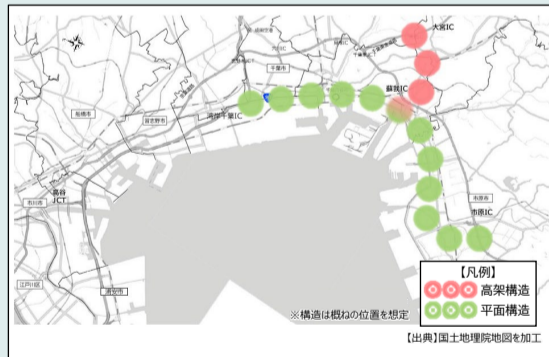 大宮IC
千葉市
蘇我IC
船橋市
習志野市
湾岸千葉IC
高谷
JCT
市川市
市原市
市原IC
江戸川区
浦安市
※構造は概ねの位置を想定
【凡例】
高架構造
平面構造
【出典】国土地理院地図を加工